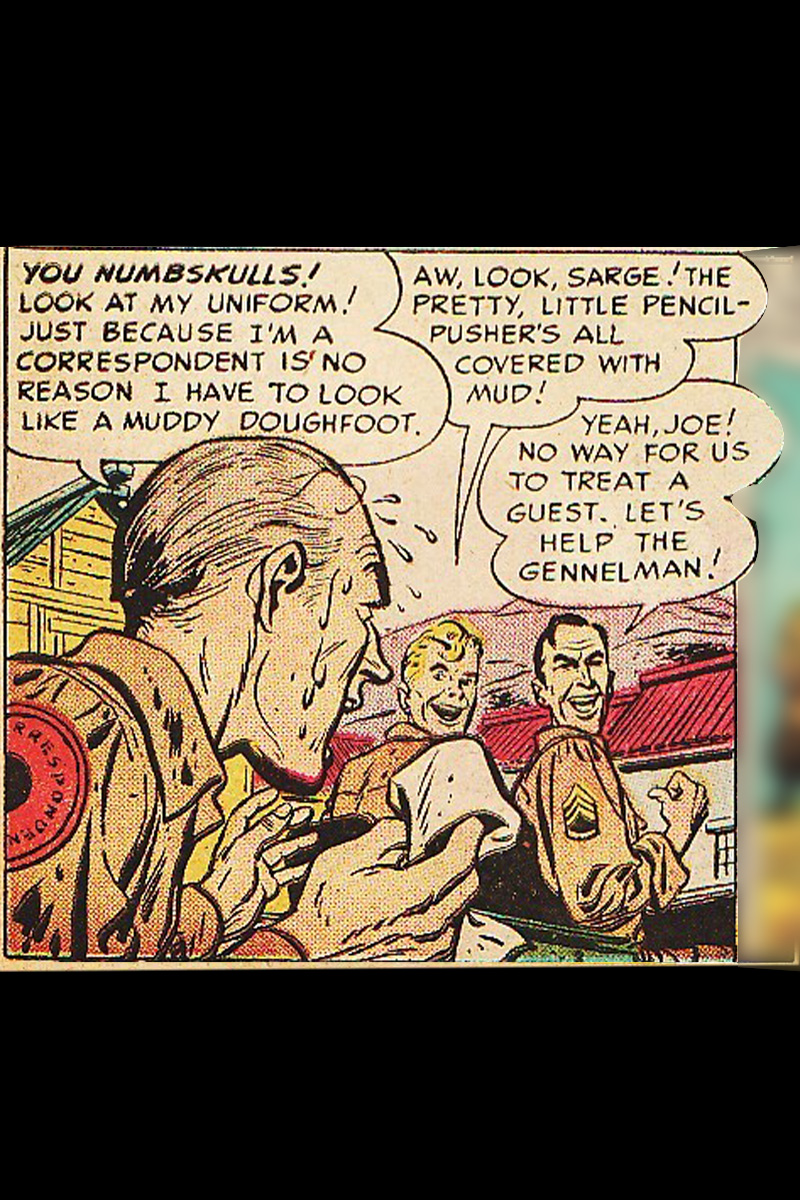 YOU NUMBSKULLS!
LOOK AT MY UNIFORM!
JUST BECAUSE I'M A
CORRESPONDENT IS NO
REASON I HAVE TO LOOK
LIKE A MUDDY DOUGHFOOT.
AW, LOOK, SARGE! THE
PRETTY, LITTLE PENCIL-
PUSHER'S ALL
COVERED WITH
MUD!
YEAH, JOE!
NO WAY FOR US
TO TREAT A
GUEST. LET'S
HELP THE
GENNELMAN!
RRESPONDEN